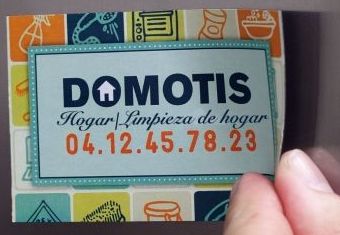 DOMOTIS
Hogar|Limpieza de hogar
04.12.45.78.23